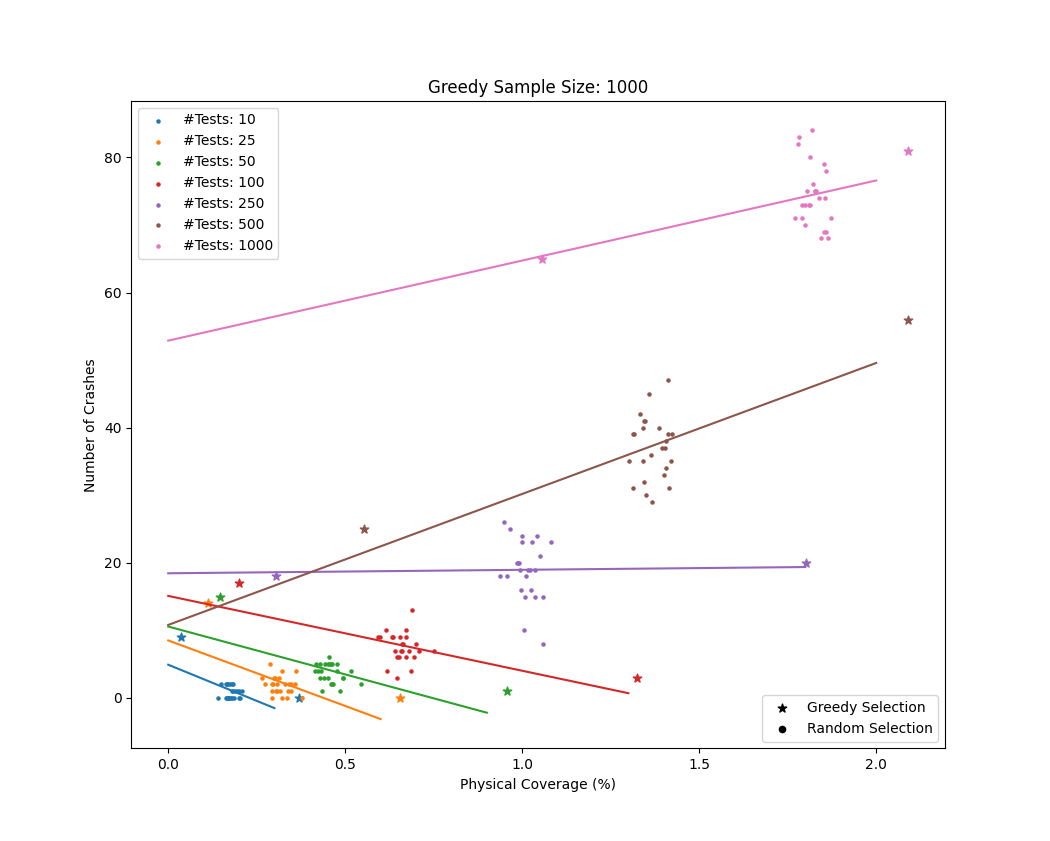 Greedy Sample Size: 1000
#Tests: 10
#Tests: 25
#Tests: 50
#Tests: 100
#Tests: 250
#Tests: 500
#Tests: 1000
80
60
40
20
0
Number of Crashes
Greedy Selection
Random Selection
0.0 0.5 1.0 1.5 2.0
Physical Coverage (%)